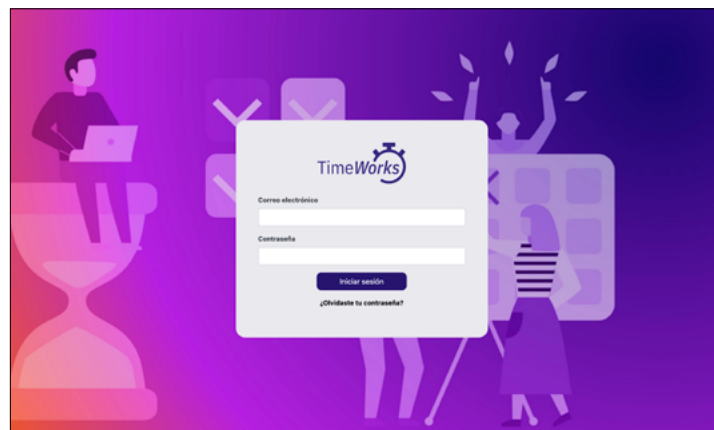 TimeWorks
Correo electrónico
Contraseña
Iniciar sesión
¿Olvidaste tu contraseña?